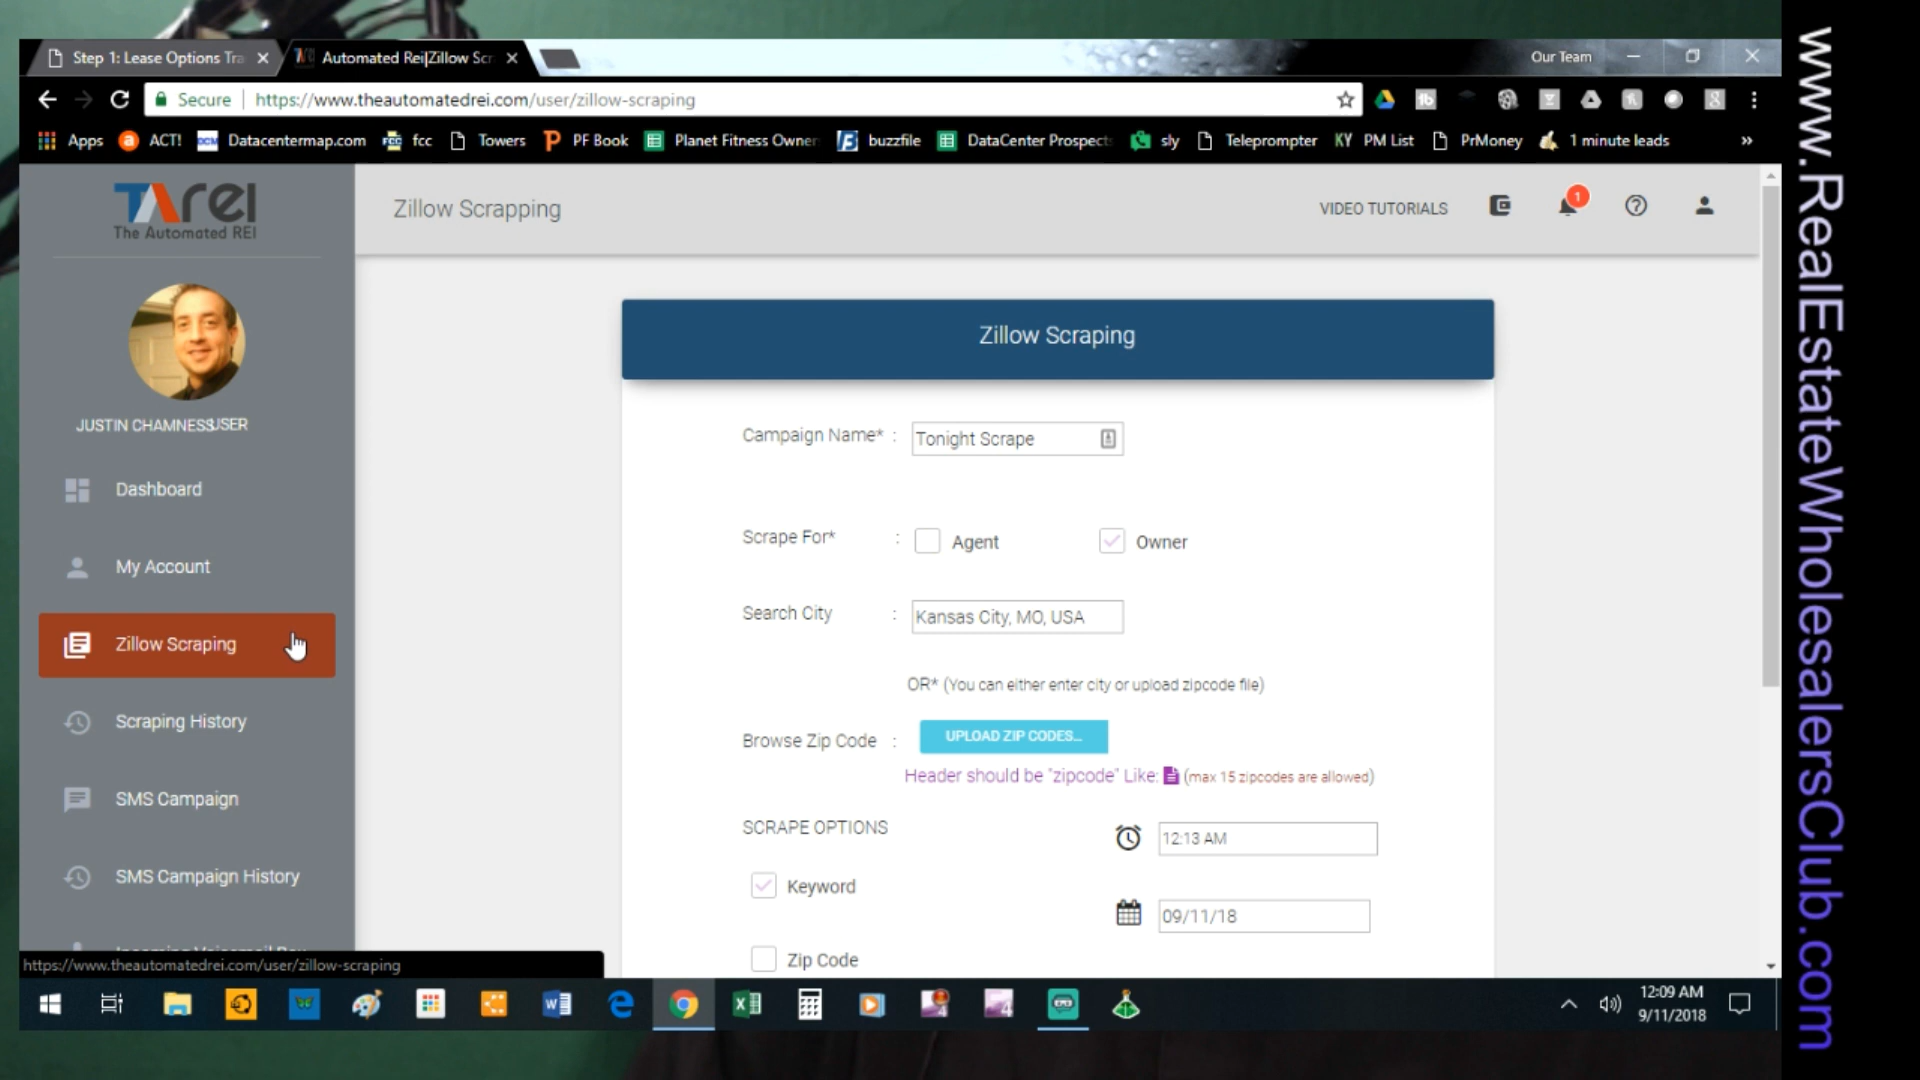 Step 1: Lease Options Tra
Automated Rei|Zillow Scr
Our Team
Secure
https://www.theautomatedrei.com/user/zillow-scraping
Apps
ACT!
Datacentermap.com
fcc
Towers
PF Book
Planet Fitness Owner
buzzfile
DataCenter Prospects
sly
Teleprompter
KY PM List
PrMoney
1 minute leads
»
TArei
The Automated REI
Zillow Scrapping
VIDEO TUTORIALS
1
JUSTIN CHAMNESS
USER
Dashboard
My Account
Zillow Scraping
Scraping History
SMS Campaign
SMS Campaign History
https://www.theautomatedrei.com/user/zillow-scraping
Zillow Scraping
Campaign Name* :
Tonight Scrape
Scrape For* :
Agent
Owner
Search City :
Kansas City, MO, USA
OR* (You can either enter city or upload zipcode file)
Browse Zip Code :
UPLOAD ZIP CODES...
Header should be "zipcode" Like: (max 15 zipcodes are allowed)
SCRAPE OPTIONS
12:13 AM
Keyword
09/11/18
Zip Code
12:09 AM
9/11/2018
www.RealEstateWholesalersClub.com